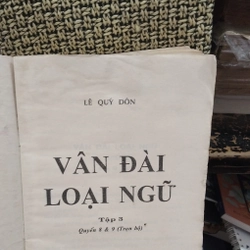 LÊ QUÝ ĐÔN
VÂN ĐÀI
LOẠI NGỮ
Tập 3
Quyển 8 & 9 (Trọn bộ)